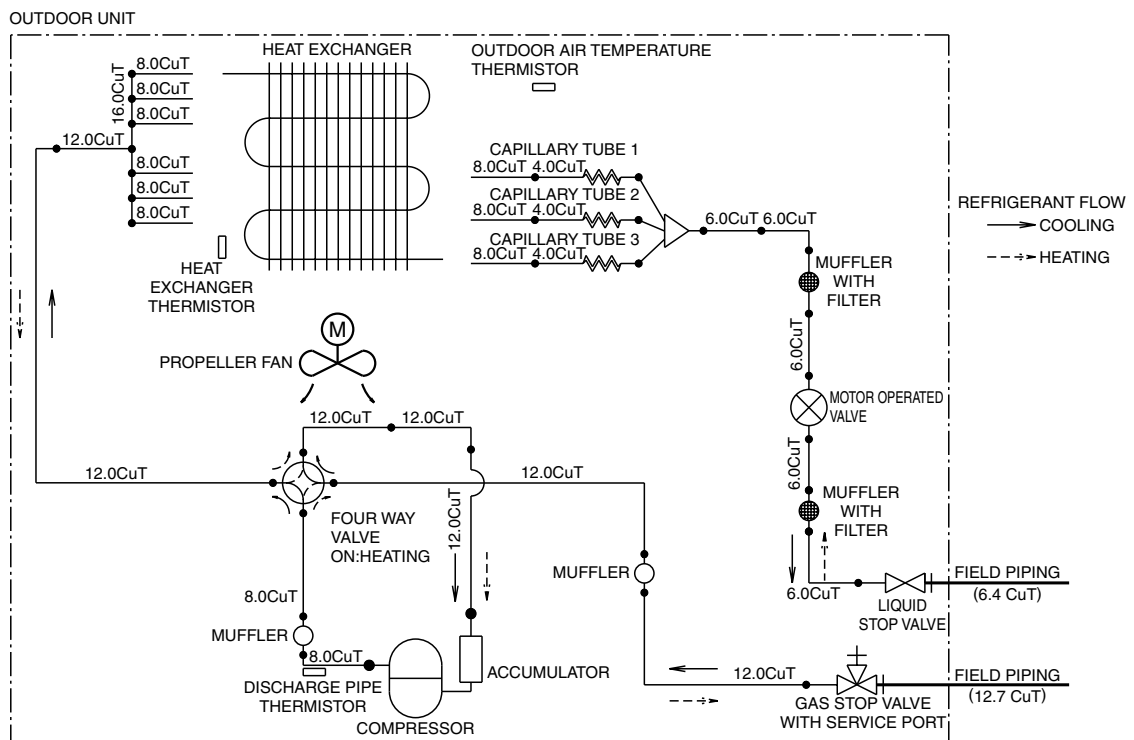 OUTDOOR UNIT
HEAT EXCHANGER
OUTDOOR AIR TEMPERATURE
THERMISTOR
8.0CuT
16.0CuT
8.0CuT
8.0CuT
12.0CuT
8.0CuT
8.0CuT
8.0CuT
CAPILLARY TUBE 1
8.0CuT 4.0CuT
CAPILLARY TUBE 2
8.0CuT 4.0CuT
CAPILLARY TUBE 3
8.0CuT 4.0CuT
6.0CuT 6.0CuT
REFRIGERANT FLOW
COOLING
HEATING
HEAT
EXCHANGER
THERMISTOR
MUFFLER
WITH
FILTER
6.0CuT
M
PROPELLER FAN
MOTOR OPERATED
VALVE
12.0CuT 12.0CuT
6.0CuT
12.0CuT
12.0CuT
12.0CuT
FOUR WAY
VALVE
ON:HEATING
MUFFLER
WITH
FILTER
8.0CuT
MUFFLER
MUFFLER
6.0CuT
LIQUID
STOP VALVE
FIELD PIPING
(6.4 CuT)
8.0CuT
DISCHARGE PIPE
THERMISTOR
COMPRESSOR
ACCUMULATOR
12.0CuT
GAS STOP VALVE
WITH SERVICE PORT
FIELD PIPING
(12.7 CuT)